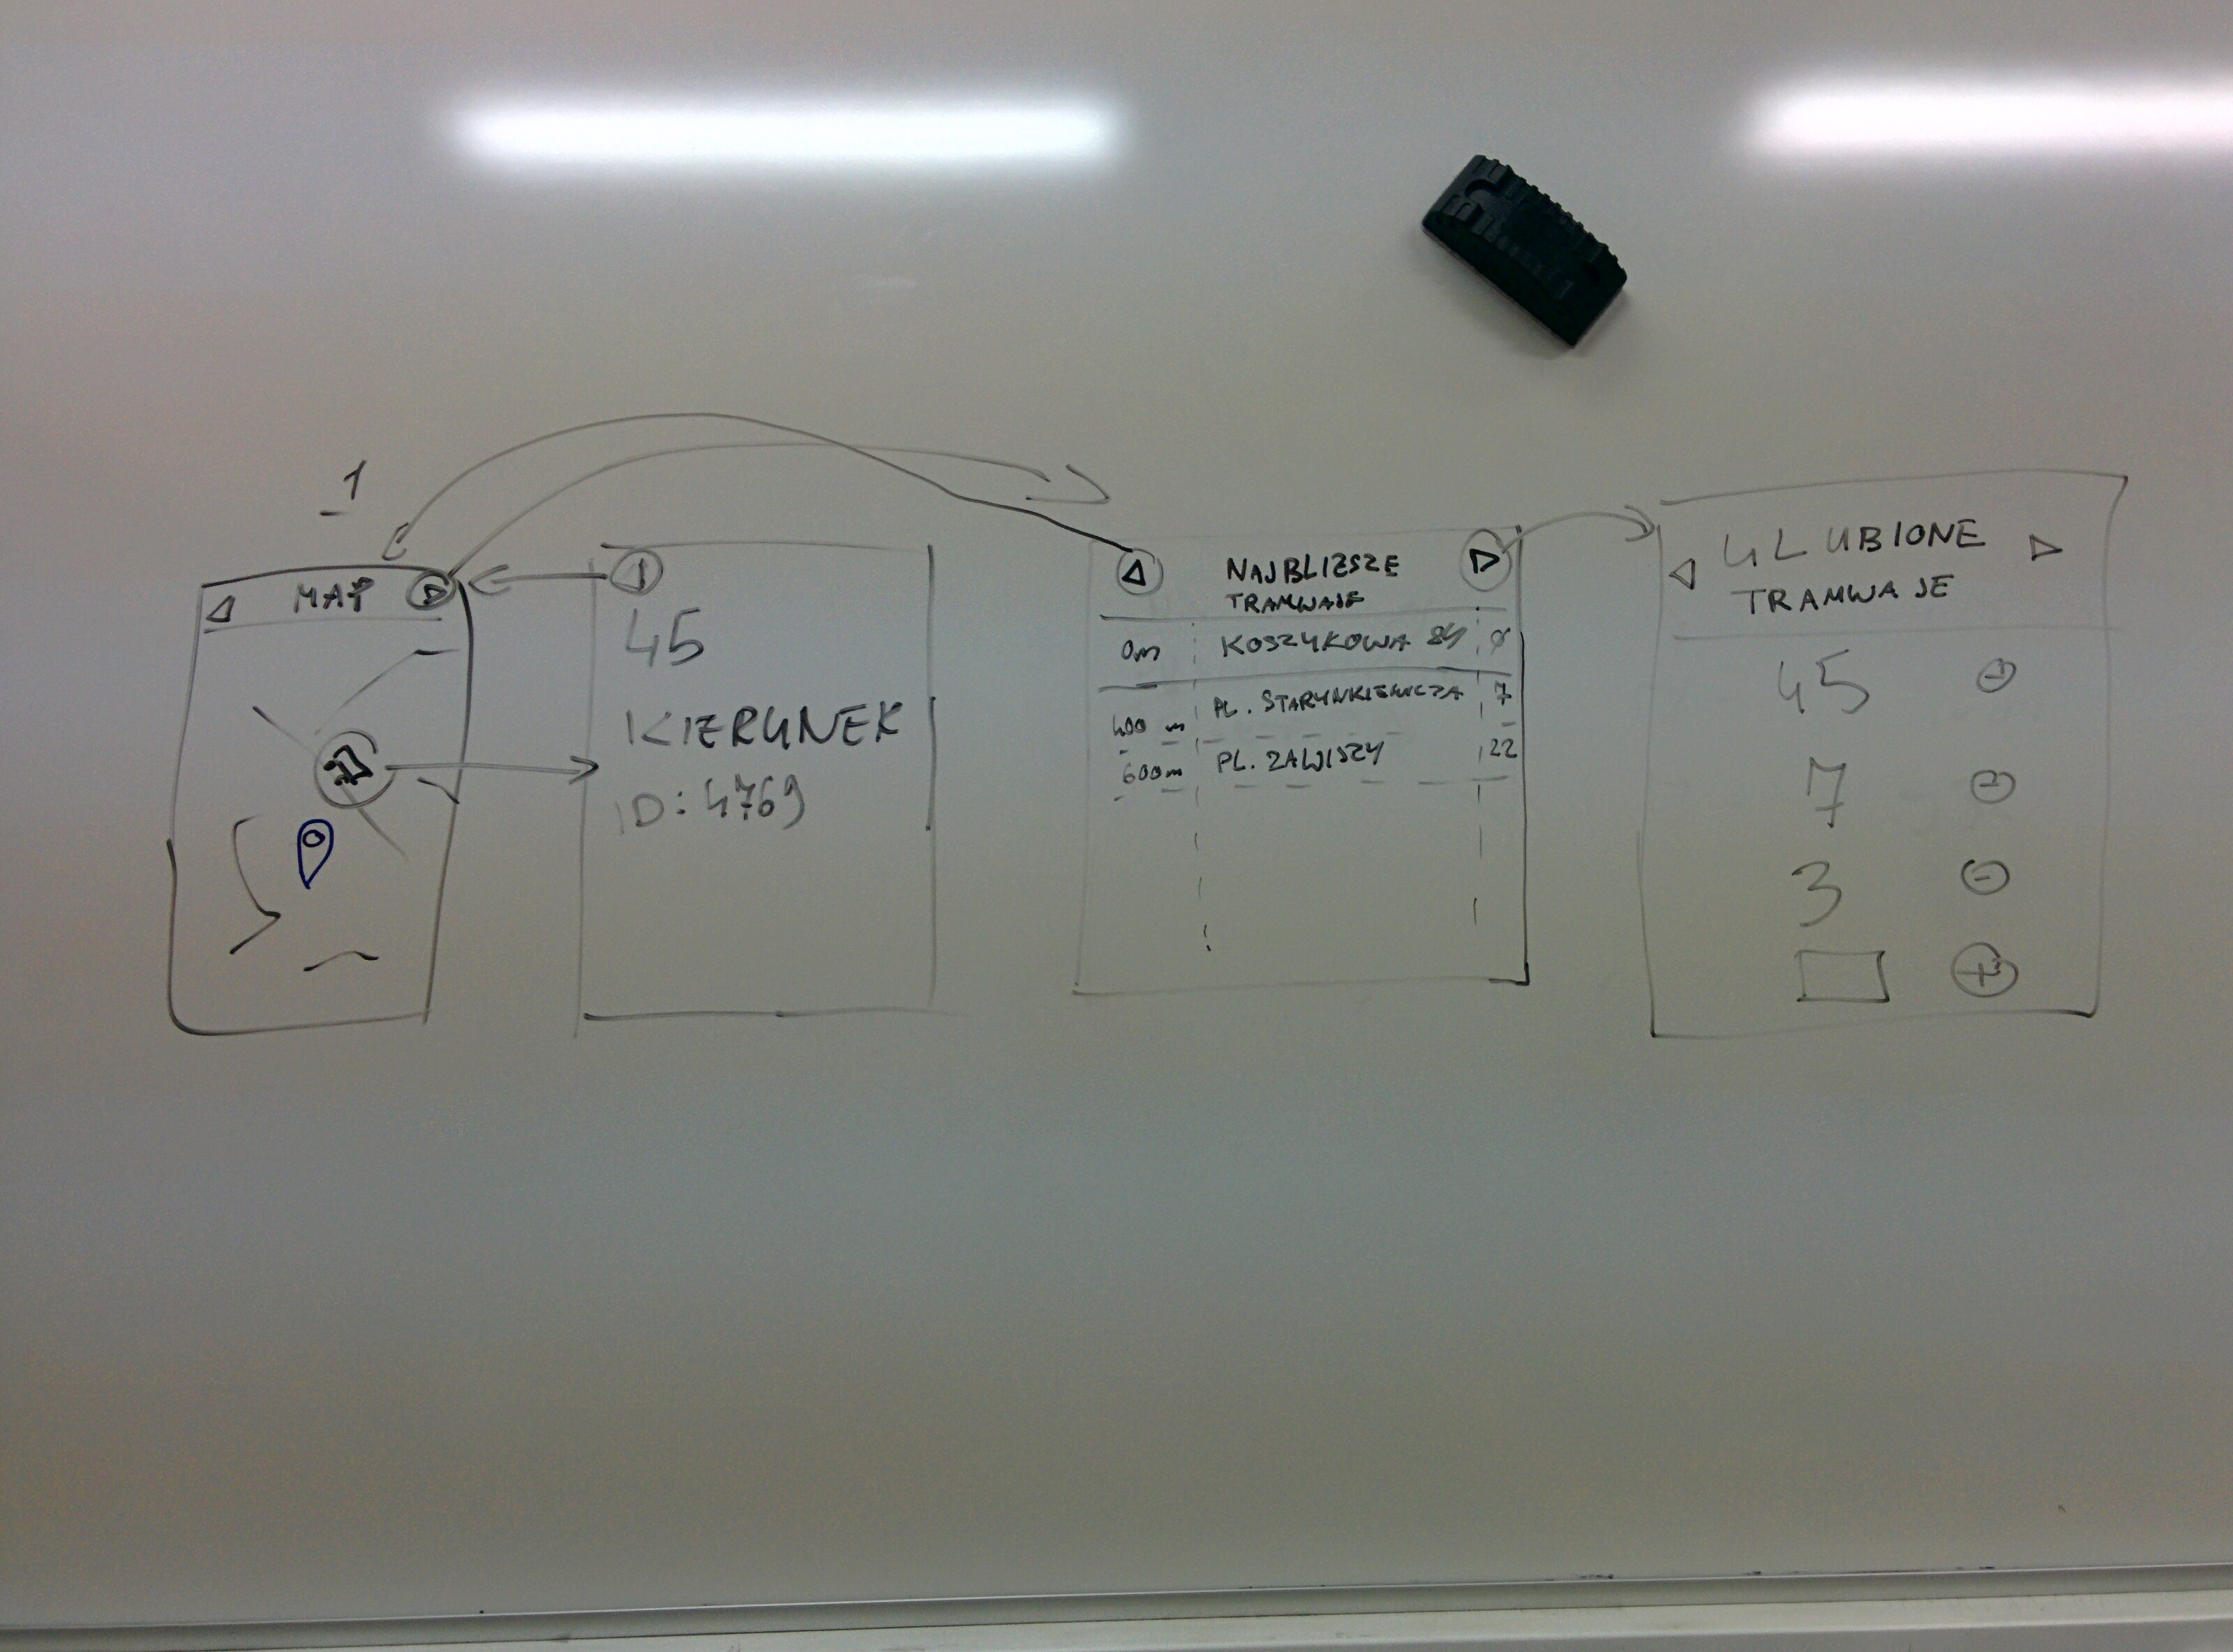 1
MAP
45
KIERUNEK
ID: 4769
NAJBLIZSZE
TRAMWAJE
0m KOSZYKOWA 84 0
400 m PL. STARYNKIEWICZA 7
600m PL. ZAWISZY 22
ULUBIONE
TRAMWAJE
45 -
7 -
3 -
+